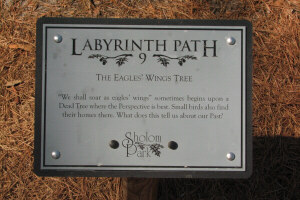 LABYRINTH PATH
9
THE EAGLES' WINGS TREE
"We shall soar as eagles' wings" sometimes begins upon a
Dead Tree where the Perspective is best. Small birds also find
their homes there. What does this tell us about our Past?
Sholom
Park